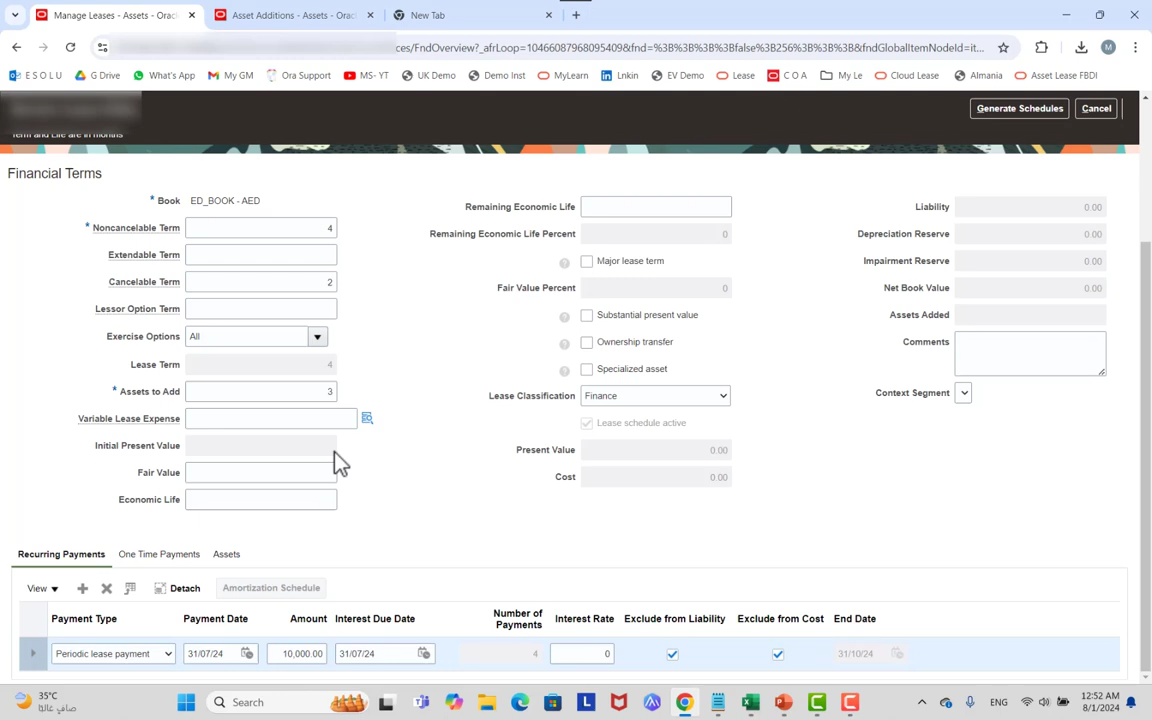 Manage Leases - Assets - Orac
Asset Additions - Assets - Orac
New Tab
ces/FndOverview?_afrLoop=10466087968095409&fnd=%3B%3B%3B%3Bfalse%3B256%3B%3B%3B&fndGlobalItemNodeId=it...
M
E S O L U
G Drive
What's App
My GM
Ora Support
MS- YT
UK Demo
Demo Inst
MyLearn
Lnkin
EV Demo
Lease
C O A
My Le
Cloud Lease
Almania
Asset Lease FBDI
Generate Schedules
Cancel
Term and Life are in months
Financial Terms
* Book ED_BOOK - AED
* Noncancelable Term 4
Extendable Term
Cancelable Term 2
Lessor Option Term
Exercise Options All
Lease Term 4
* Assets to Add 3
Variable Lease Expense
Initial Present Value
Fair Value
Economic Life
Remaining Economic Life
Remaining Economic Life Percent 0
Major lease term
Fair Value Percent 0
Substantial present value
Ownership transfer
Specialized asset
Lease Classification Finance
Lease schedule active
Present Value 0.00
Cost 0.00
Liability 0.00
Depreciation Reserve 0.00
Impairment Reserve 0.00
Net Book Value 0.00
Assets Added
Comments
Context Segment
Recurring Payments One Time Payments Assets
View Detach Amortization Schedule
Payment Type Payment Date Amount Interest Due Date Number of Payments Interest Rate Exclude from Liability Exclude from Cost End Date
Periodic lease payment 31/07/24 10,000.00 31/07/24 4 0 31/10/24
35°C
صافٍ غالبًا
Search
ENG
12:52 AM
8/1/2024